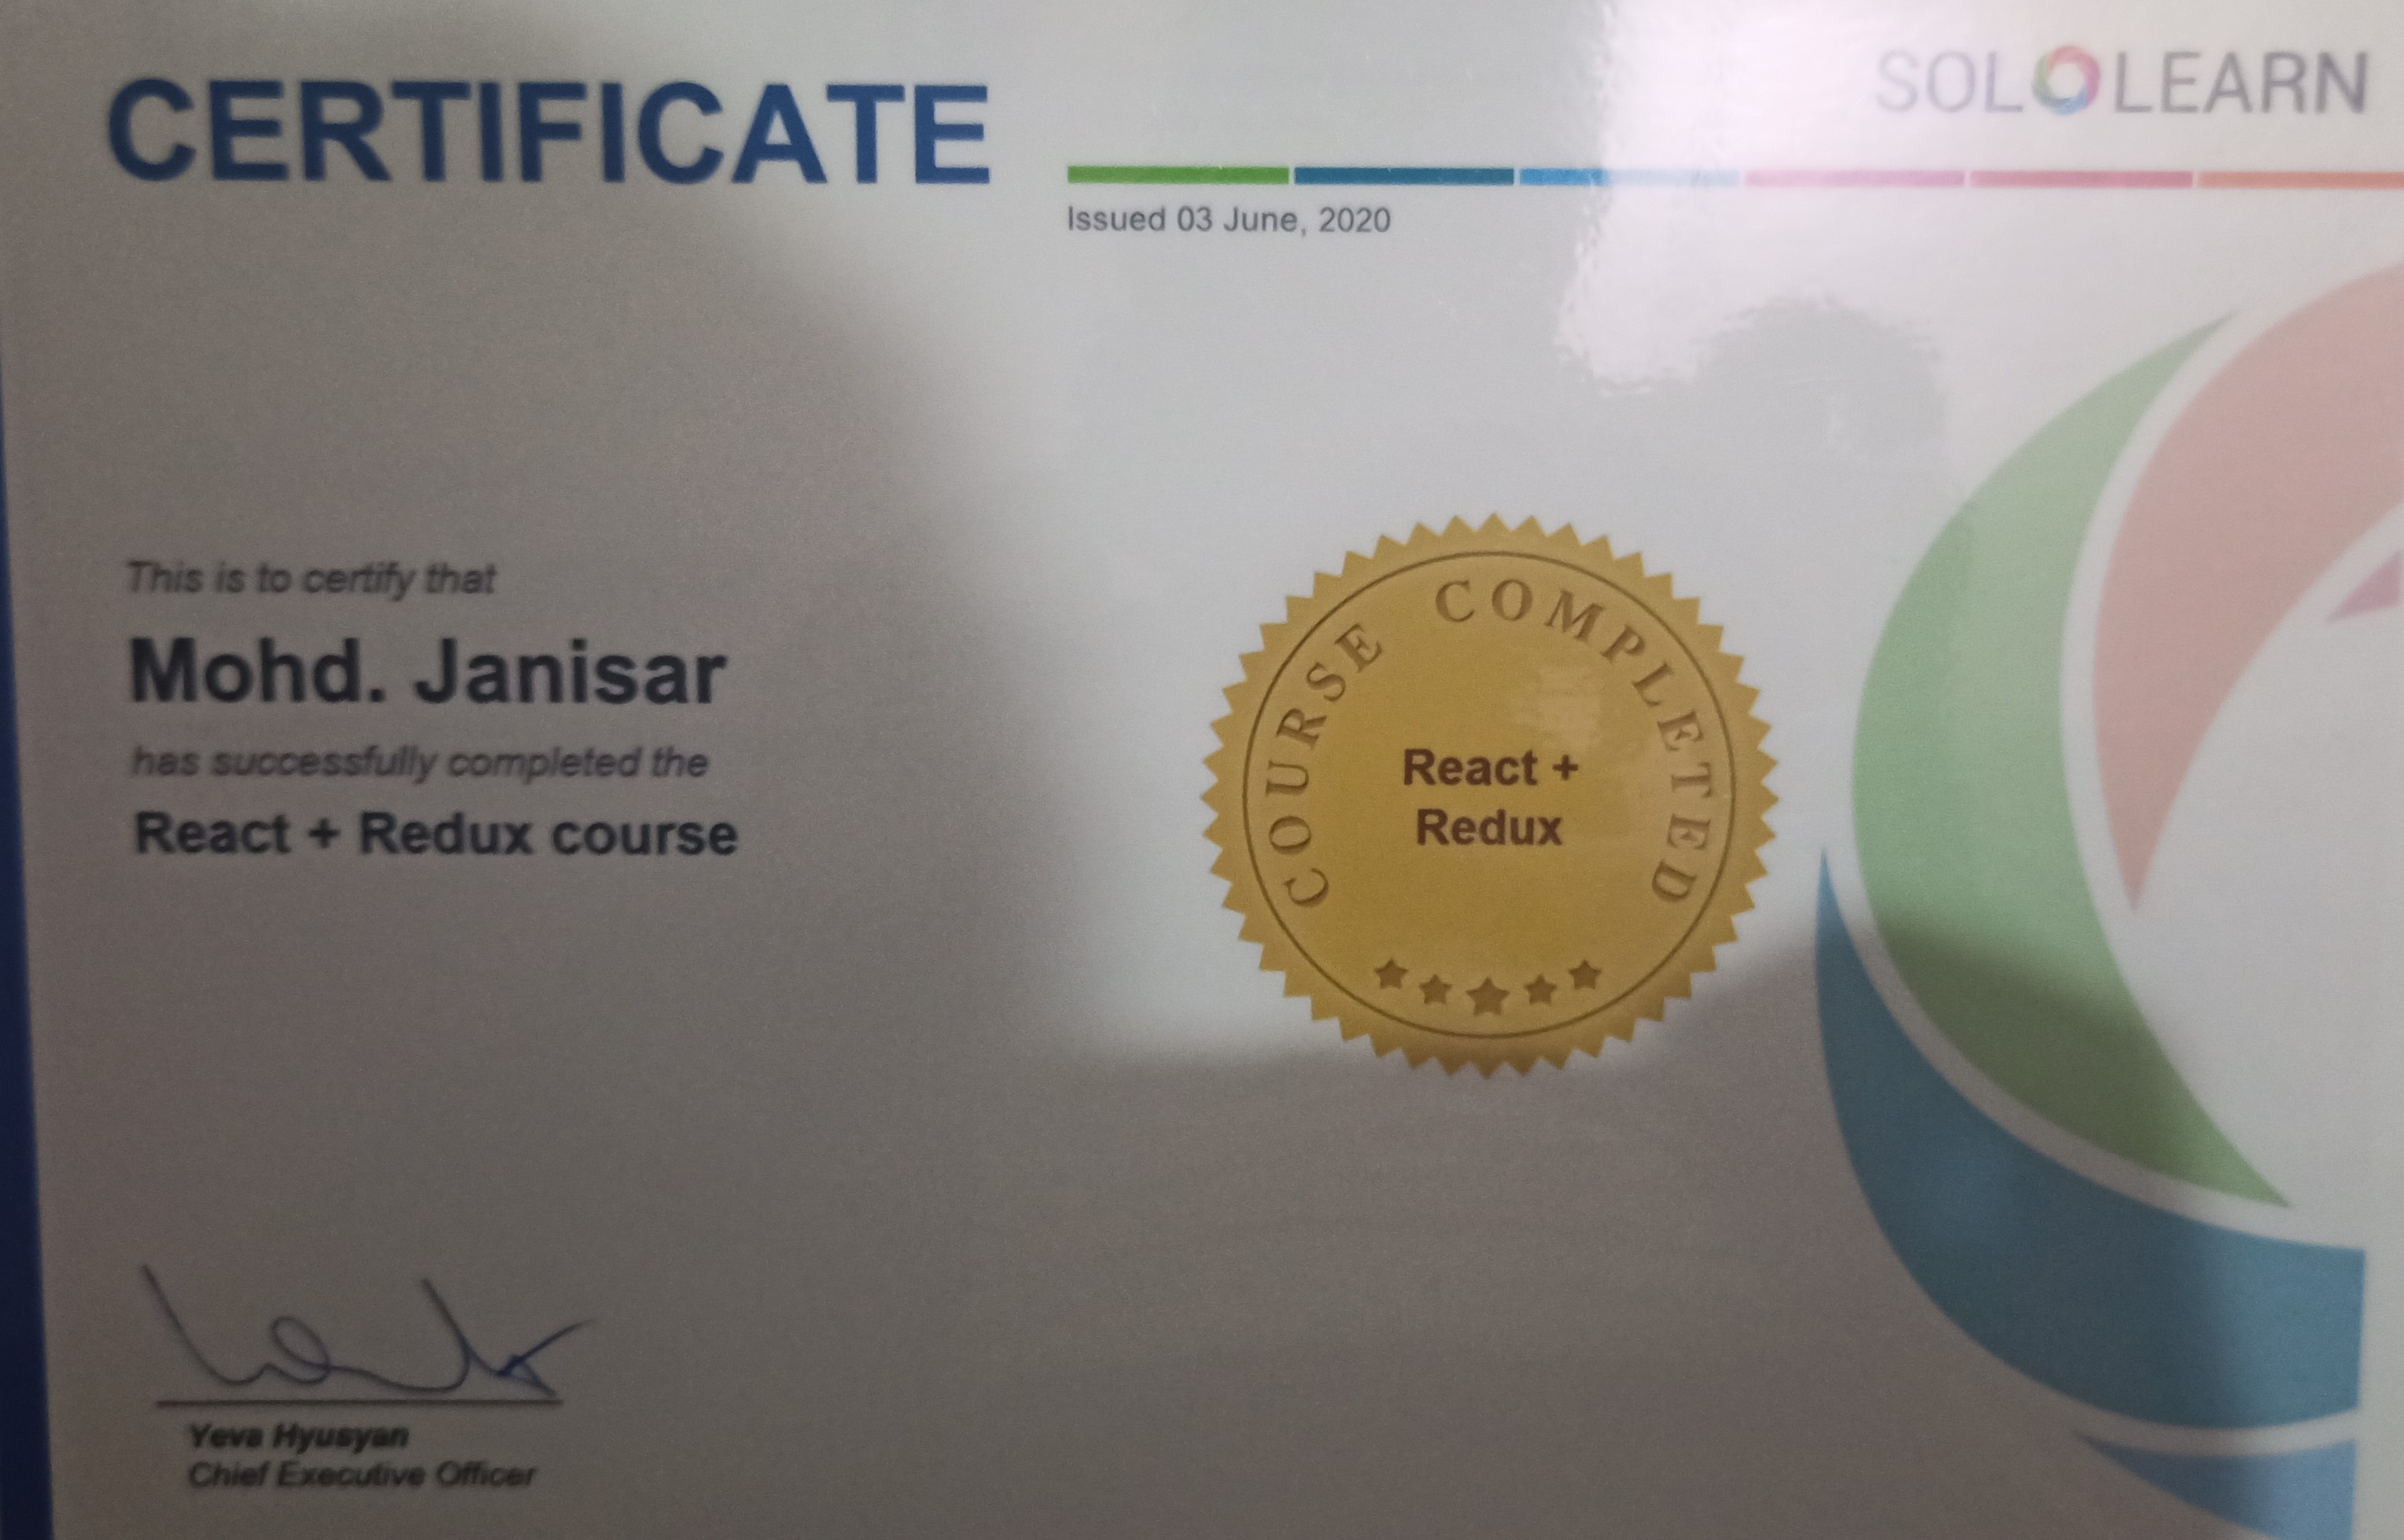 CERTIFICATE
SOLOLEARN
Issued 03 June, 2020
This is to certify that
Mohd. Janisar
has successfully completed the
React + Redux course
COURSE COMPLETED
React +
Redux
Yeva Hyusyan
Chief Executive Officer